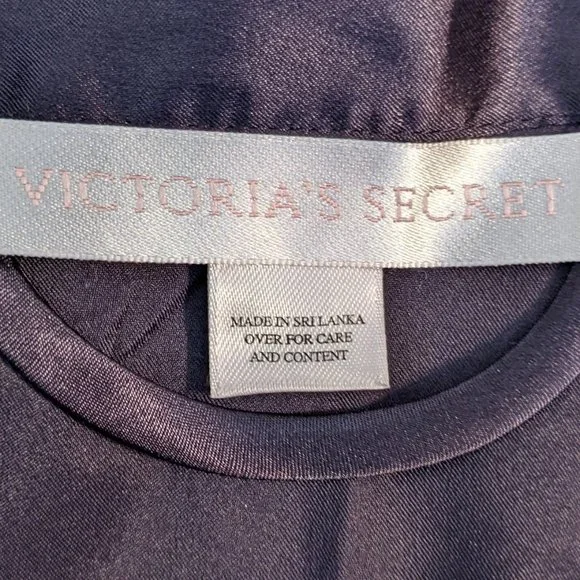 VICTORIA'S SECRET
MADE IN SRI LANKA
OVER FOR CARE
AND CONTENT